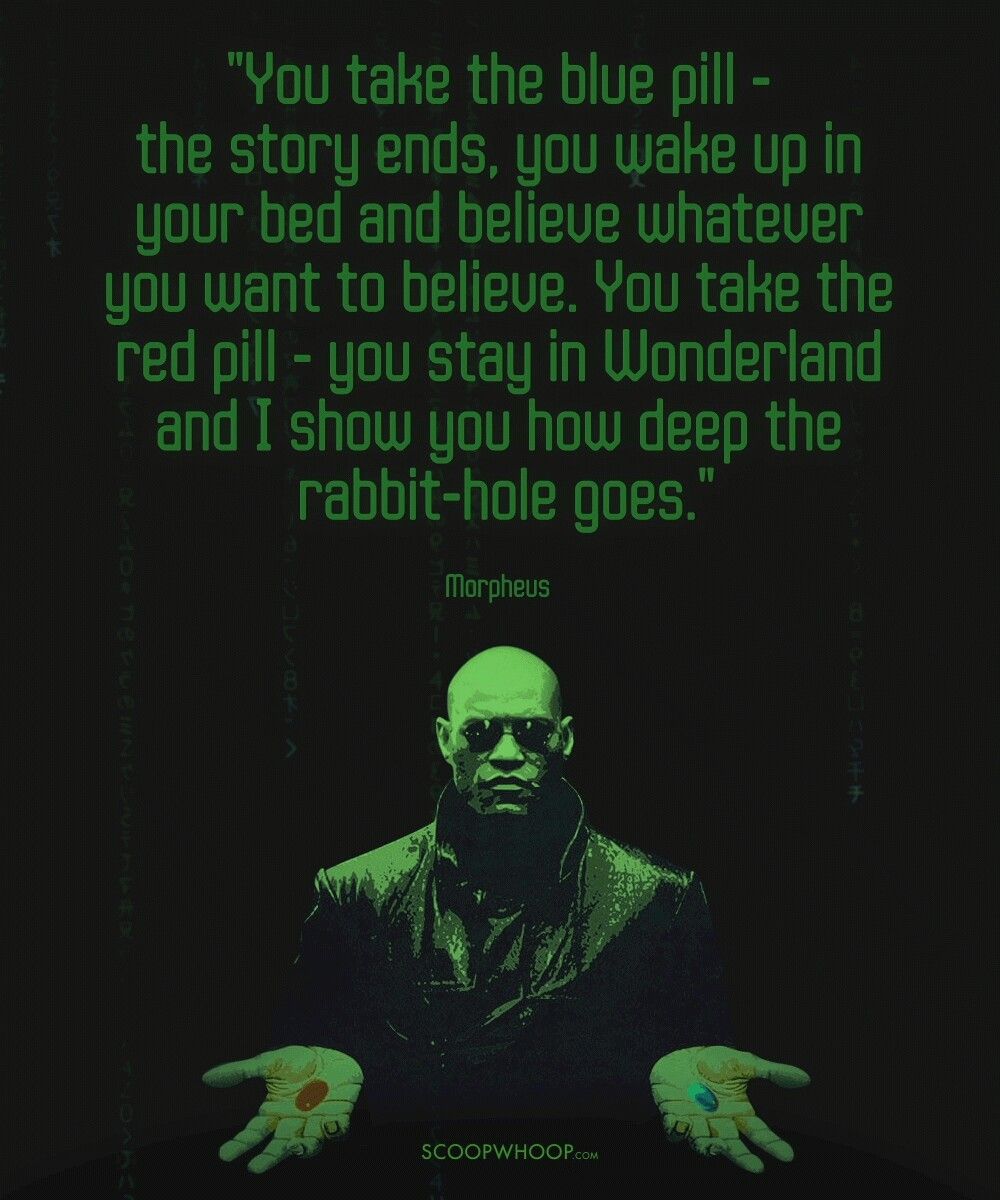 "You take the blue pill -
the story ends, you wake up in
your bed and believe whatever
you want to believe. You take the
red pill - you stay in Wonderland
and I show you how deep the
rabbit-hole goes."
Morpheus
SCOOPWHOOP.COM